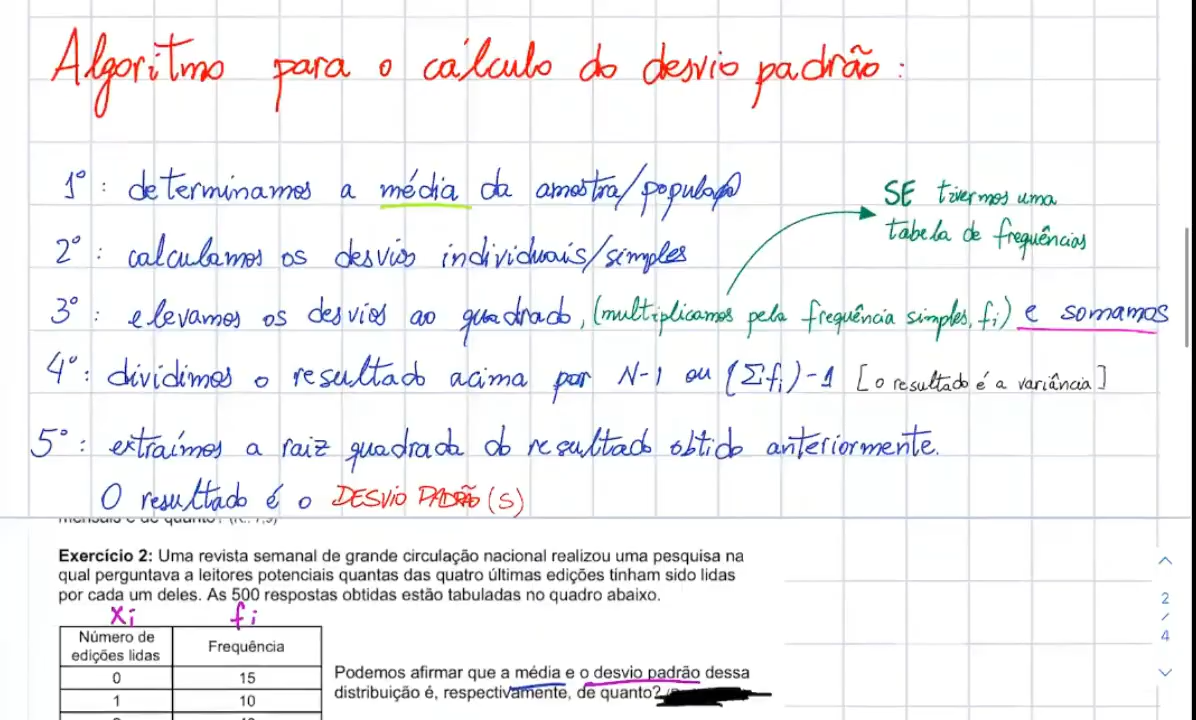 Algoritmo para o cálculo do desvio padrão:
1º: determinamos a média da amostra/população
SE tivermos uma
tabela de frequências
2º: calculamos os desvios individuais/simples
3º: elevamos os desvios ao quadrado, (multiplicamos pela frequência simples, fi) e somamos
4º: dividimos o resultado acima por N-1 ou (Σfi)-1 [o resultado é a variância]
5º: extraímos a raiz quadrada do resultado obtido anteriormente.
O resultado é o DESVIO PADRÃO (S)
Exercício 2: Uma revista semanal de grande circulação nacional realizou uma pesquisa na
qual perguntava a leitores potenciais quantas das quatro últimas edições tinham sido lidas
por cada um deles. As 500 respostas obtidas estão tabuladas no quadro abaixo.
xi fi
Número de
edições lidas
Frequência
0 15
1 10
Podemos afirmar que a média e o desvio padrão dessa
distribuição é, respectivamente, de quanto?
2
/
4